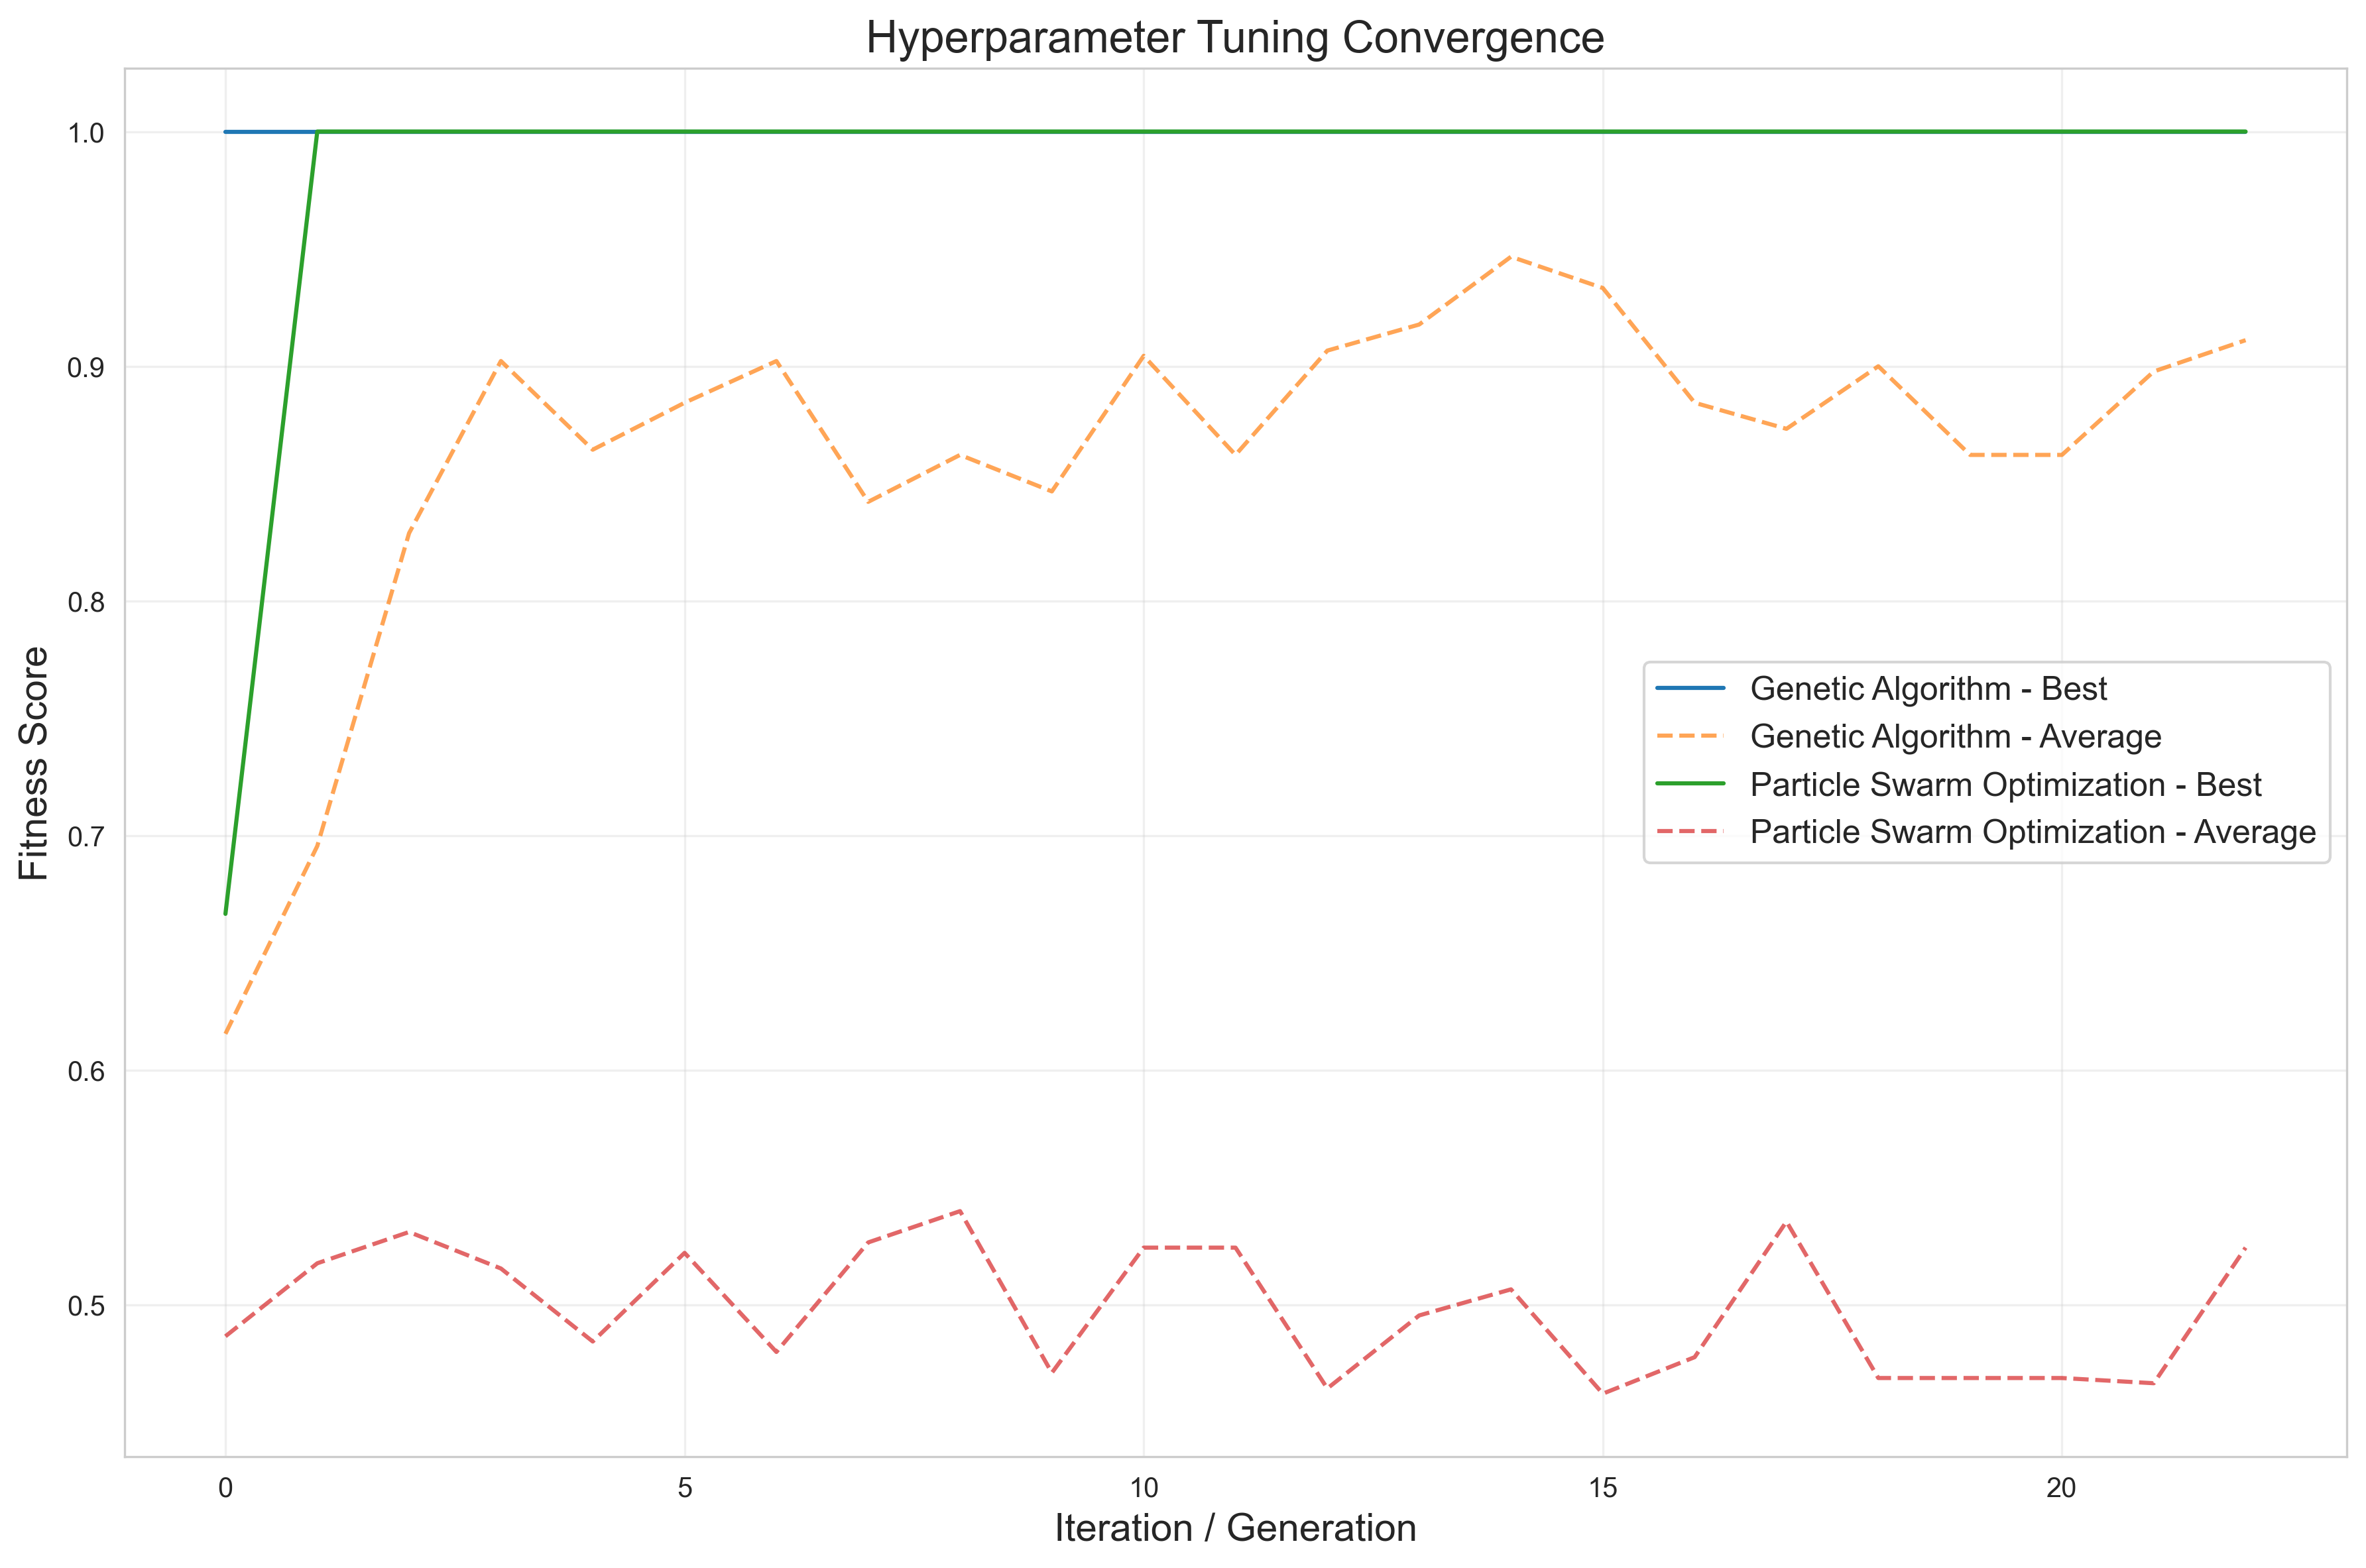 Hyperparameter Tuning Convergence
1.0
0.9
0.8
0.7
0.6
0.5
Fitness Score
Genetic Algorithm - Best
Genetic Algorithm - Average
Particle Swarm Optimization - Best
Particle Swarm Optimization - Average
0 5 10 15 20
Iteration / Generation